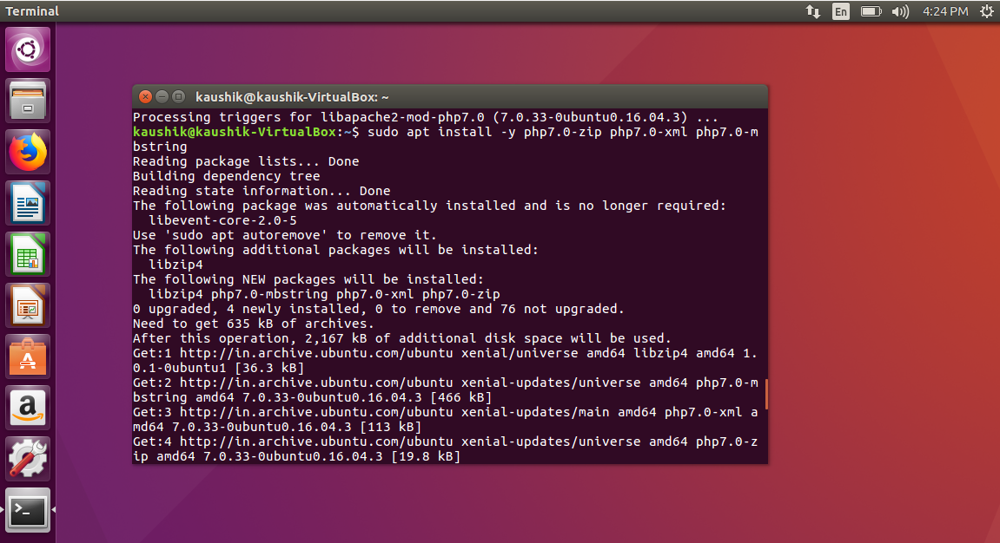 Terminal
En
4:24 PM
kaushik@kaushik-VirtualBox: ~
Processing triggers for libapache2-mod-php7.0 (7.0.33-0ubuntu0.16.04.3) ...
kaushik@kaushik-VirtualBox:~$ sudo apt install -y php7.0-zip php7.0-xml php7.0-m
bstring
Reading package lists... Done
Building dependency tree
Reading state information... Done
The following package was automatically installed and is no longer required:
  libevent-core-2.0-5
Use 'sudo apt autoremove' to remove it.
The following additional packages will be installed:
  libzip4
The following NEW packages will be installed:
  libzip4 php7.0-mbstring php7.0-xml php7.0-zip
0 upgraded, 4 newly installed, 0 to remove and 76 not upgraded.
Need to get 635 kB of archives.
After this operation, 2,167 kB of additional disk space will be used.
Get:1 http://in.archive.ubuntu.com/ubuntu xenial/universe amd64 libzip4 amd64 1.
0.1-0ubuntu1 [36.3 kB]
Get:2 http://in.archive.ubuntu.com/ubuntu xenial-updates/universe amd64 php7.0-m
bstring amd64 7.0.33-0ubuntu0.16.04.3 [466 kB]
Get:3 http://in.archive.ubuntu.com/ubuntu xenial-updates/main amd64 php7.0-xml a
md64 7.0.33-0ubuntu0.16.04.3 [113 kB]
Get:4 http://in.archive.ubuntu.com/ubuntu xenial-updates/universe amd64 php7.0-z
ip amd64 7.0.33-0ubuntu0.16.04.3 [19.8 kB]
A
a
>_